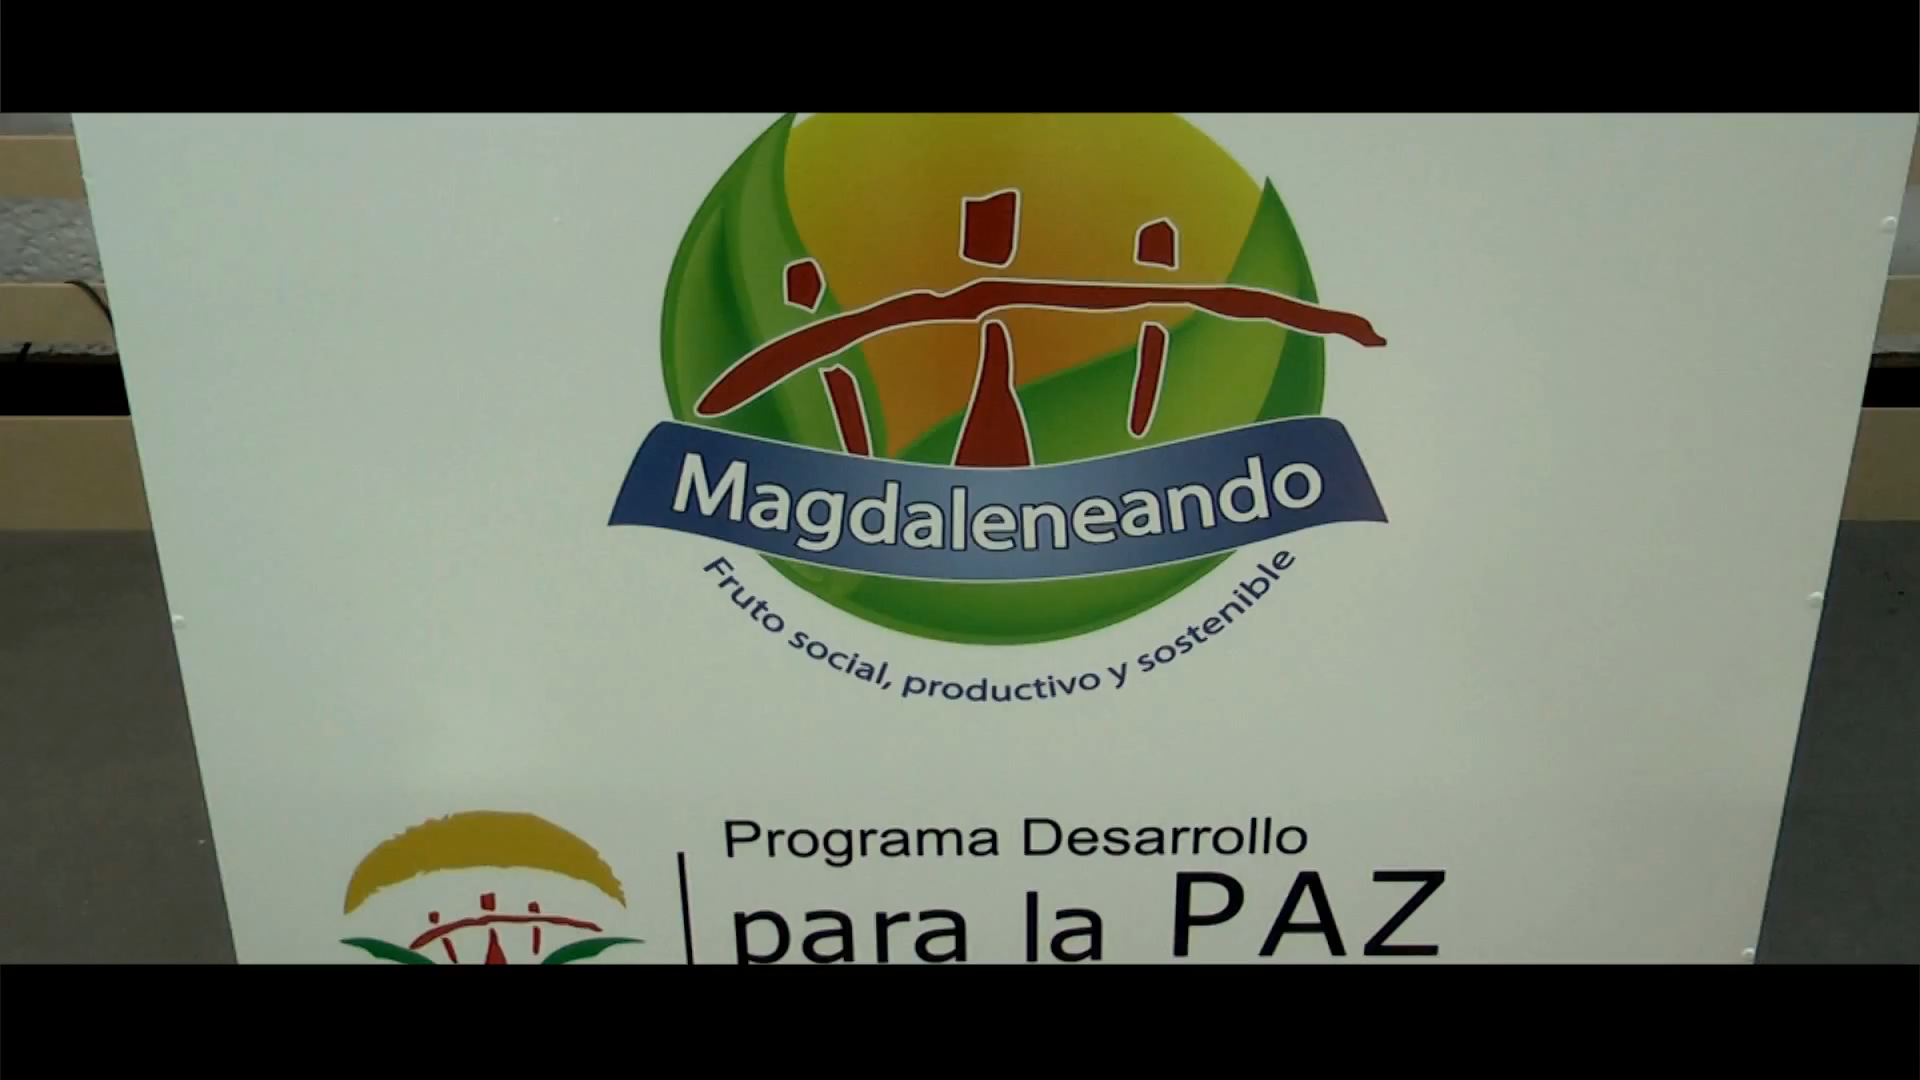 Magdaleneando
Fruto social, productivo y sostenible
Programa Desarrollo
para la PAZ